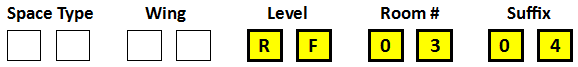 Space Type Wing Level Room # Suffix
R F 0 3 0 4